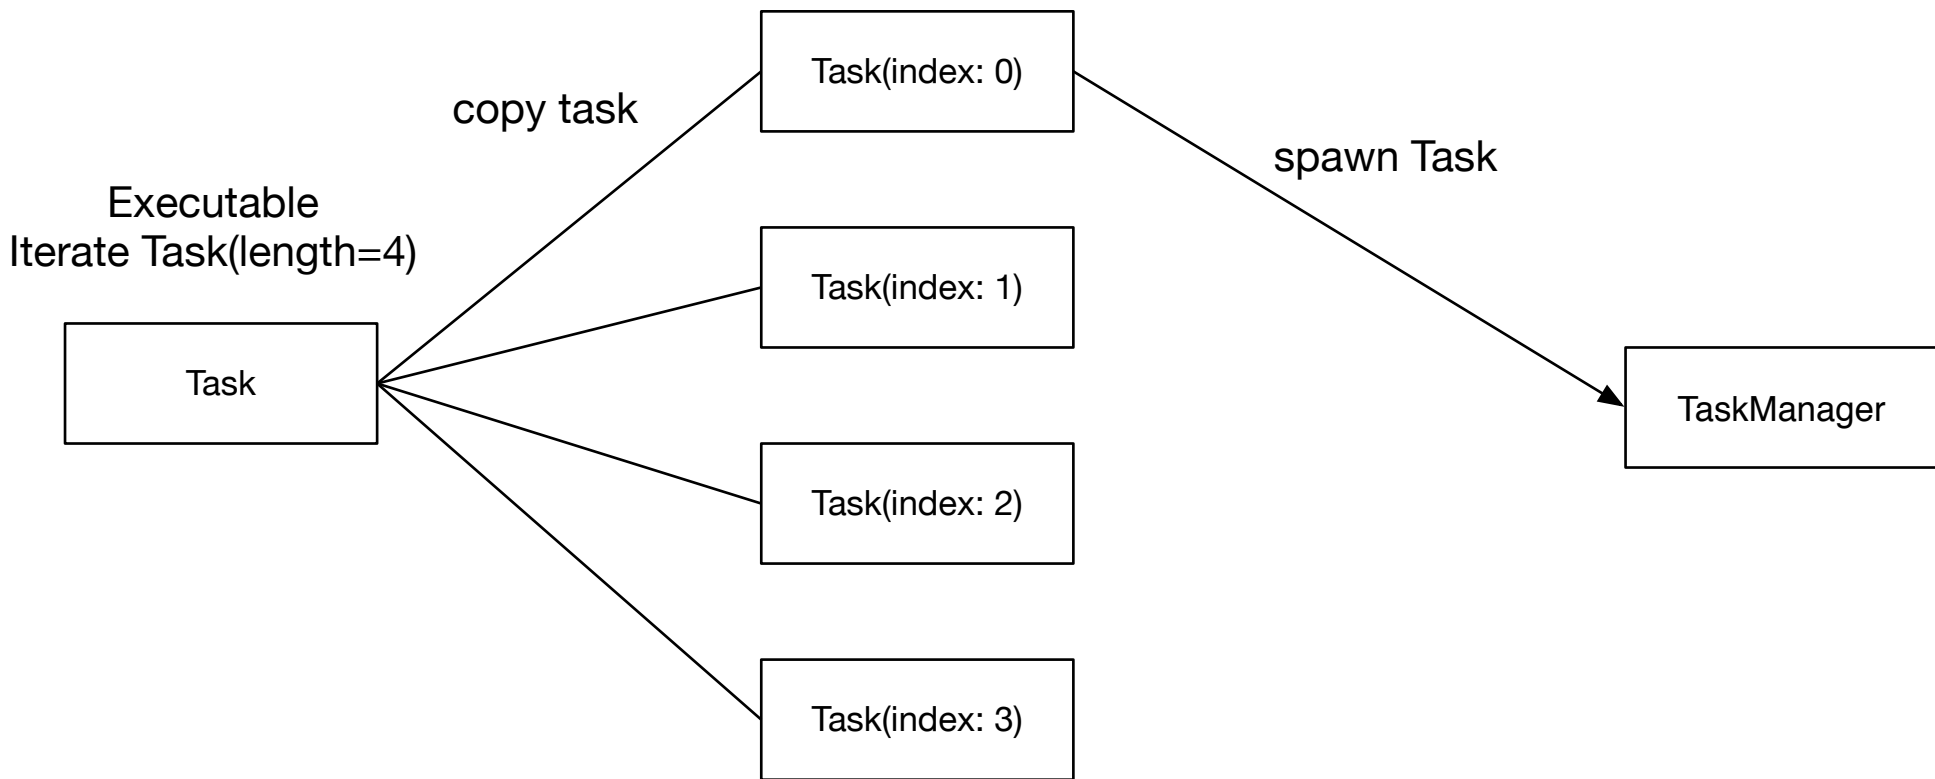 Task(index: 0)
copy task
spawn Task
Executable
Iterate Task(length=4)
Task(index: 1)
Task
TaskManager
Task(index: 2)
Task(index: 3)